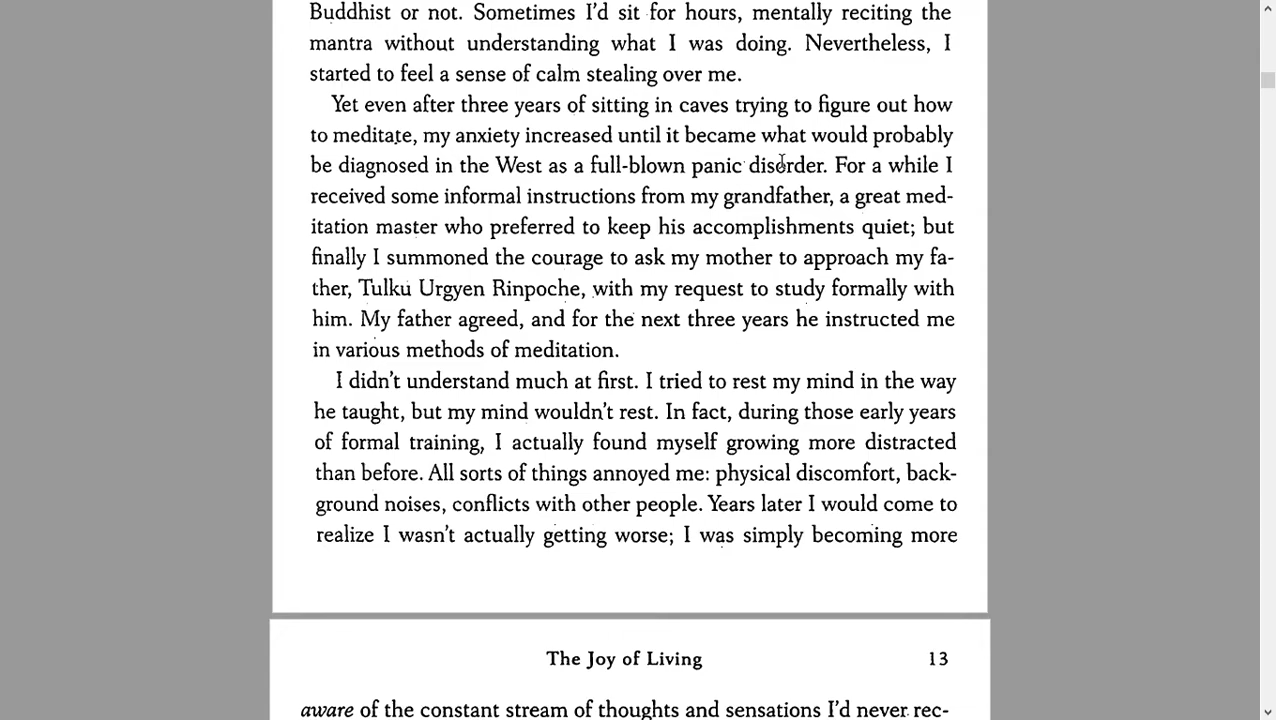 Buddhist or not. Sometimes I'd sit for hours, mentally reciting the
mantra without understanding what I was doing. Nevertheless, I
started to feel a sense of calm stealing over me.
Yet even after three years of sitting in caves trying to figure out how
to meditate, my anxiety increased until it became what would probably
be diagnosed in the West as a full-blown panic disorder. For a while I
received some informal instructions from my grandfather, a great med-
itation master who preferred to keep his accomplishments quiet; but
finally I summoned the courage to ask my mother to approach my fa-
ther, Tulku Urgyen Rinpoche, with my request to study formally with
him. My father agreed, and for the next three years he instructed me
in various methods of meditation.
I didn't understand much at first. I tried to rest my mind in the way
he taught, but my mind wouldn't rest. In fact, during those early years
of formal training, I actually found myself growing more distracted
than before. All sorts of things annoyed me: physical discomfort, back-
ground noises, conflicts with other people. Years later I would come to
realize I wasn't actually getting worse; I was simply becoming more
The Joy of Living 13
aware of the constant stream of thoughts and sensations I'd never rec-